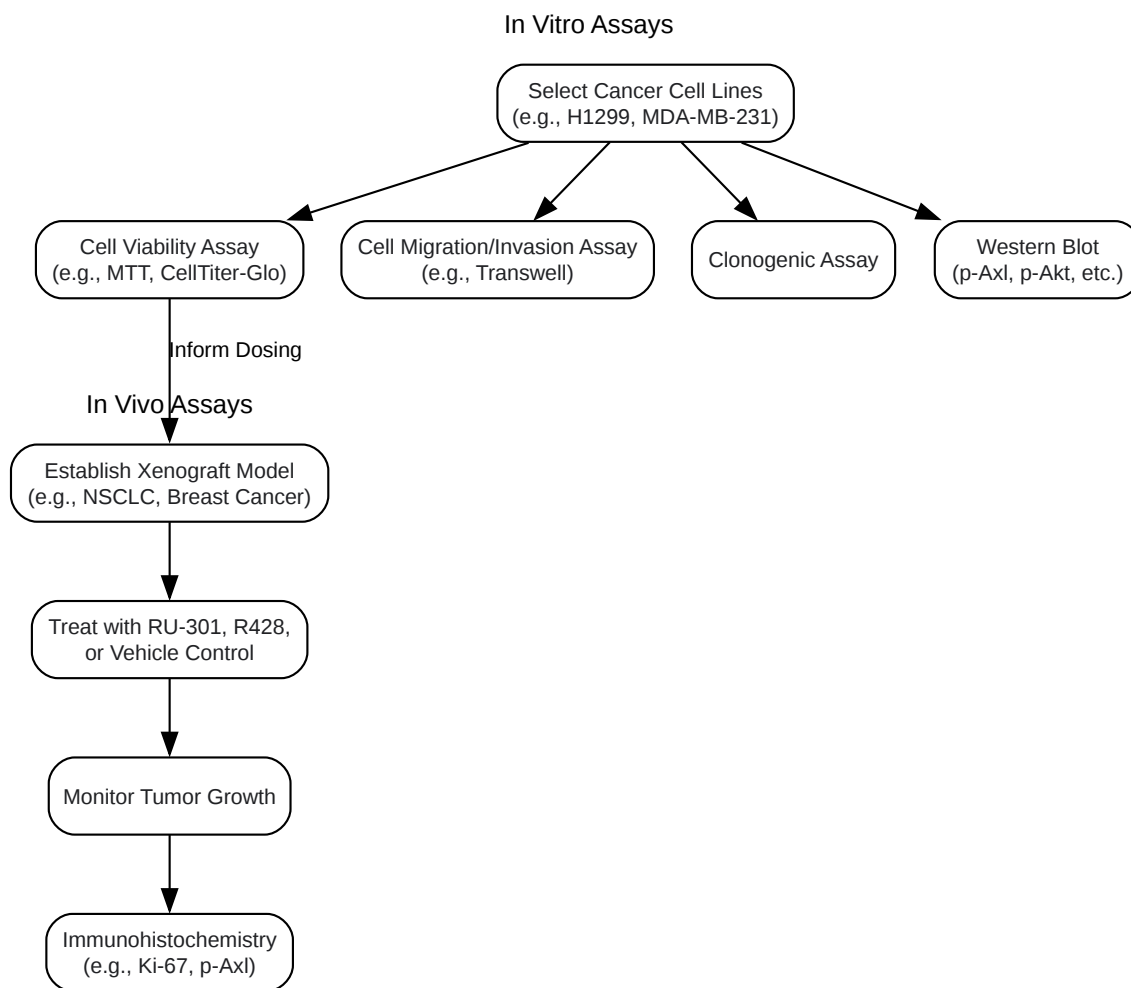 In Vitro Assays
Select Cancer Cell Lines
(e.g., H1299, MDA-MB-231)
Cell Viability Assay
(e.g., MTT, CellTiter-Glo)
Cell Migration/Invasion Assay
(e.g., Transwell)
Clonogenic Assay
Western Blot
(p-Axl, p-Akt, etc.)
Inform Dosing
In Vivo Assays
Establish Xenograft Model
(e.g., NSCLC, Breast Cancer)
Treat with RU-301, R428,
or Vehicle Control
Monitor Tumor Growth
Immunohistochemistry
(e.g., Ki-67, p-Axl)